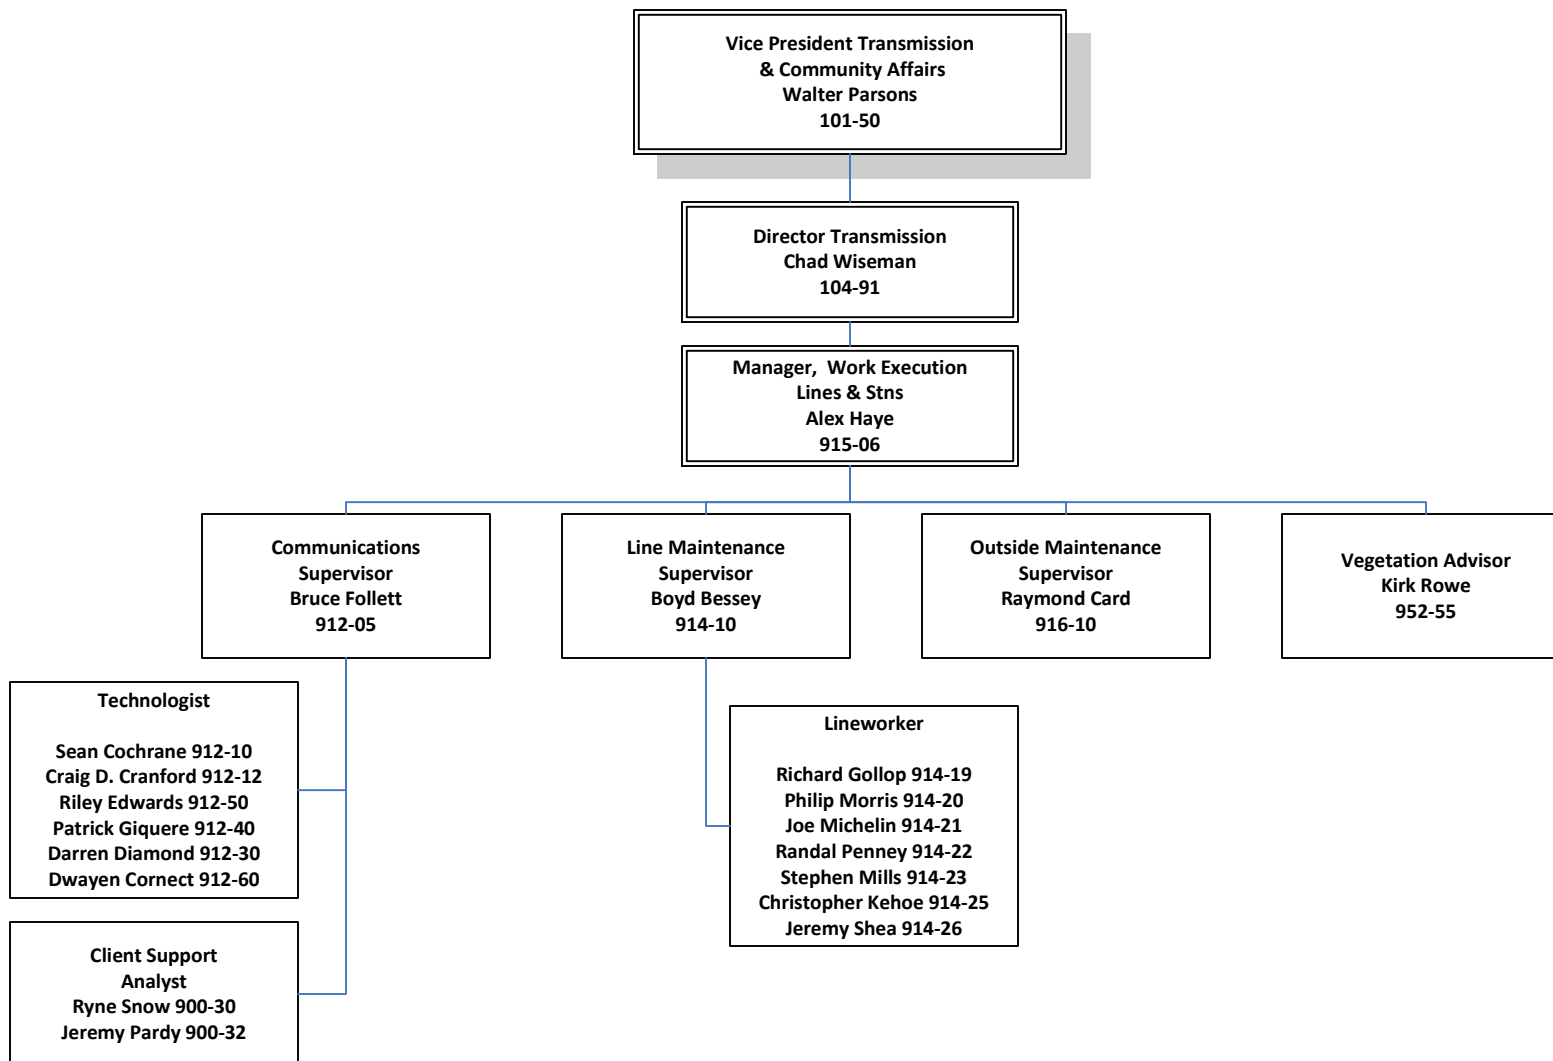 Vice President Transmission
& Community Affairs
Walter Parsons
101-50
Director Transmission
Chad Wiseman
104-91
Manager,  Work Execution
Lines & Stns
Alex Haye
915-06
Communications
Supervisor
Bruce Follett
912-05
Line Maintenance
Supervisor
Boyd Bessey
914-10
Outside Maintenance
Supervisor
Raymond Card
916-10
Vegetation Advisor
Kirk Rowe
952-55
Technologist
Sean Cochrane 912-10
Craig D. Cranford 912-12
Riley Edwards 912-50
Patrick Giquere 912-40
Darren Diamond 912-30
Dwayen Cornect 912-60
Lineworker
Richard Gollop 914-19
Philip Morris 914-20
Joe Michelin 914-21
Randal Penney 914-22
Stephen Mills 914-23
Christopher Kehoe 914-25
Jeremy Shea 914-26
Client Support
Analyst
Ryne Snow 900-30
Jeremy Pardy 900-32